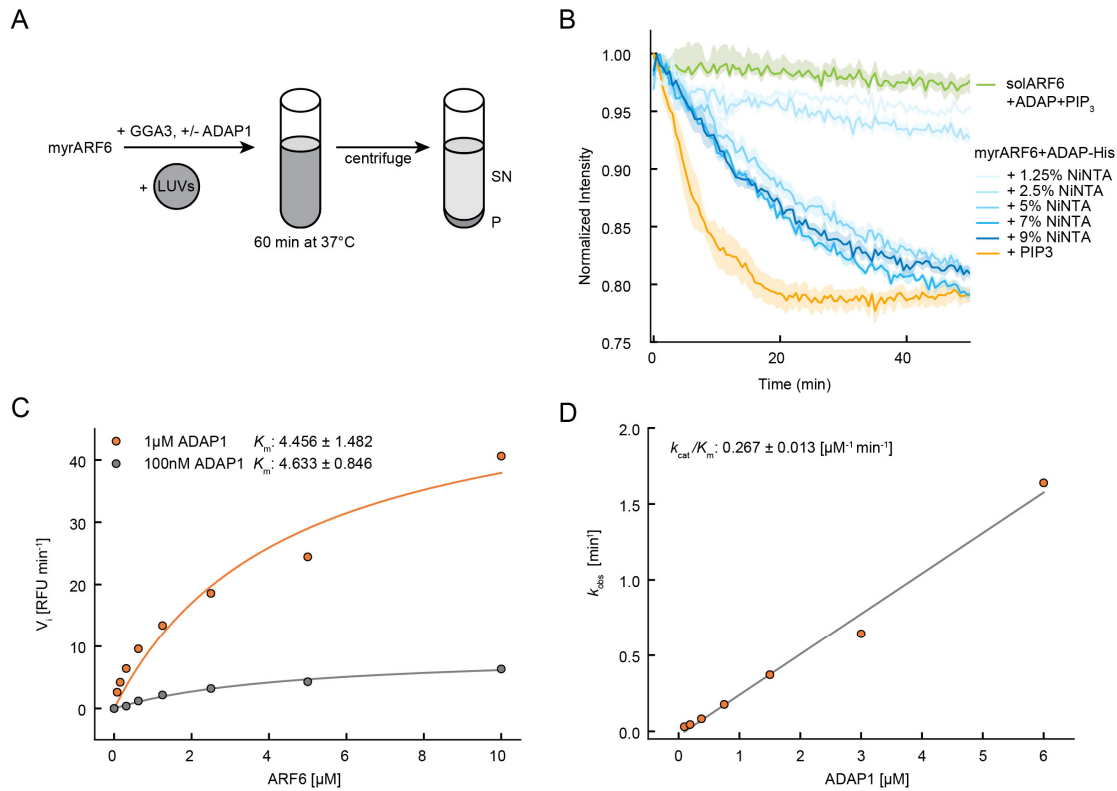 A
myrARF6
+ GGA3, +/- ADAP1
+ LUVs
60 min at 37°C
centrifuge
SN
P
B
Normalized Intensity
1.00
0.95
0.90
0.85
0.80
0.75
0
20
40
Time (min)
solARF6
+ADAP+PIP₃
myrARF6+ADAP-His
+ 1.25% NiNTA
+ 2.5% NiNTA
+ 5% NiNTA
+ 7% NiNTA
+ 9% NiNTA
+ PIP3
C
1µM ADAP1 Kₘ: 4.456 ± 1.482
100nM ADAP1 Kₘ: 4.633 ± 0.846
Vᵢ [RFU min⁻¹]
40
30
20
10
0
0
2
4
6
8
10
ARF6 [µM]
D
k_cat/Kₘ: 0.267 ± 0.013 [µM⁻¹ min⁻¹]
k_obs [min¹]
2.0
1.5
1.0
0.5
0.0
0
1
2
3
4
5
6
ADAP1 [µM]